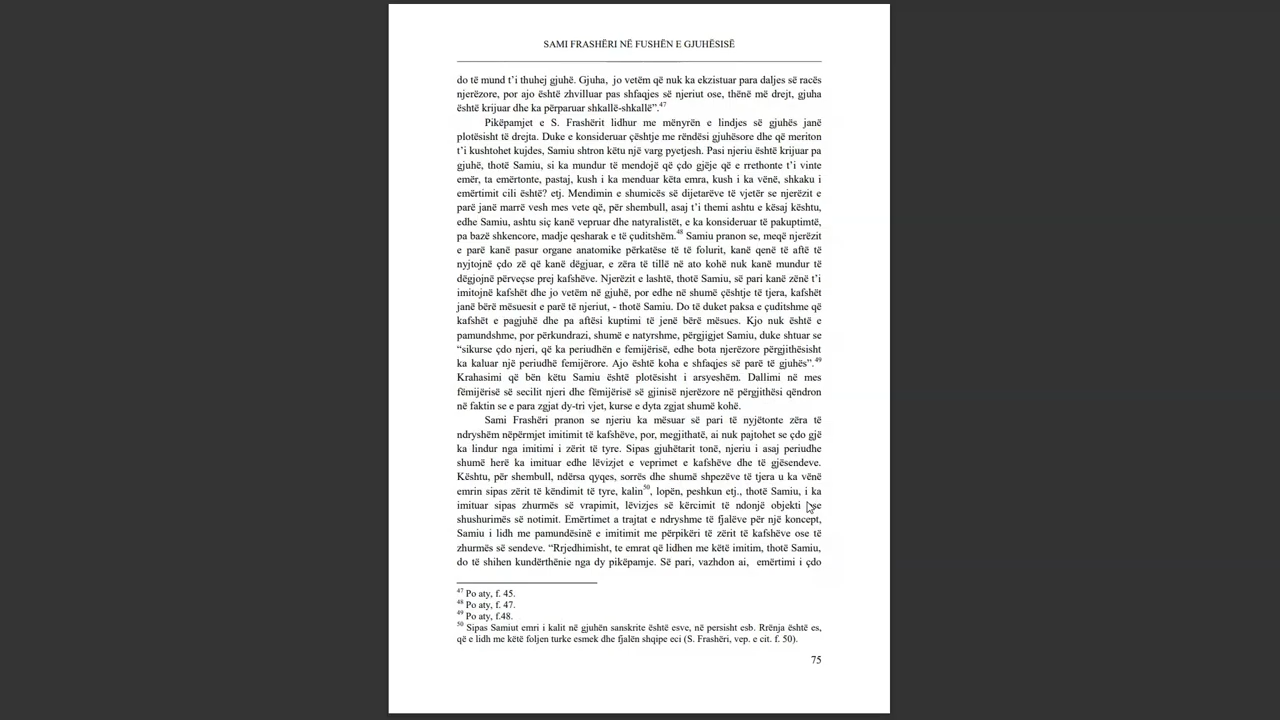 SAMI FRASHËRI NË FUSHËN E GJUHËSISË
do të mund t’i thuhej gjuhë. Gjuha, jo vetëm që nuk ka ekzistuar para daljes së racës
njerëzore, por ajo është zhvilluar pas shfaqjes së njeriut ose, thënë më drejt, gjuha
është krijuar dhe ka përparuar shkallë-shkallë”.47
Pikëpamjet e S. Frashërit lidhur me mënyrën e lindjes së gjuhës janë
plotësisht të drejta. Duke e konsideruar çështje me rëndësi gjuhësore dhe që meriton
t’i kushtohet kujdes, Samiu shtron këtu një varg pyetjesh. Pasi njeriu është krijuar pa
gjuhë, thotë Samiu, si ka mundur të mendojë që çdo gjëje që e rrethonte t’i vinte
emër, ta emërtonte, pastaj, kush i ka menduar këta emra, kush i ka vënë, shkaku i
emërtimit cili është? etj. Mendimin e shumicës së dijetarëve të vjetër se njerëzit e
parë janë marrë vesh mes vete që, për shembull, asaj t’i themi ashtu e kësaj kështu,
edhe Samiu, ashtu siç kanë vepruar dhe natyralistët, e ka konsideruar të pakuptimtë,
pa bazë shkencore, madje qesharak e të çuditshëm.48 Samiu pranon se, meqë njerëzit
e parë kanë pasur organe anatomike përkatëse të të folurit, kanë qenë të aftë të
nyjtojnë çdo zë që kanë dëgjuar, e zëra të tillë në ato kohë nuk kanë mundur të
dëgjojnë përveçse prej kafshëve. Njerëzit e lashtë, thotë Samiu, së pari kanë zënë t’i
imitojnë kafshët dhe jo vetëm në gjuhë, por edhe në shumë çështje të tjera, kafshët
janë bërë mësuesit e parë të njeriut, - thotë Samiu. Do të duket paksa e çuditshme që
kafshët e pagjuhë dhe pa aftësi kuptimi të jenë bërë mësues. Kjo nuk është e
pamundshme, por përkundrazi, shumë e natyrshme, përgjigjet Samiu, duke shtuar se
“sikurse çdo njeri, që ka periudhën e femijërisë, edhe bota njerëzore përgjithësisht
ka kaluar një periudhë femijërore. Ajo është koha e shfaqjes së parë të gjuhës”.49
Krahasimi që bën këtu Samiu është plotësisht i arsyeshëm. Dallimi në mes
fëmijërisë së secilit njeri dhe fëmijërisë së gjinisë njerëzore në përgjithësi qëndron
në faktin se e para zgjat dy-tri vjet, kurse e dyta zgjat shumë kohë.
Sami Frashëri pranon se njeriu ka mësuar së pari të nyjëtonte zëra të
ndryshëm nëpërmjet imitimit të kafshëve, por, megjithatë, ai nuk pajtohet se çdo gjë
ka lindur nga imitimi i zërit të tyre. Sipas gjuhëtarit tonë, njeriu i asaj periudhe
shumë herë ka imituar edhe lëvizjet e veprimet e kafshëve dhe të gjësendeve.
Kështu, për shembull, ndërsa qyqes, sorrës dhe shumë shpezëve të tjera u ka vënë
emrin sipas zërit të këndimit të tyre, kalin50, lopën, peshkun etj., thotë Samiu, i ka
imituar sipas zhurmës së vrapimit, lëvizjes së kërcimit të ndonjë objekti ose
shushurimës së notimit. Emërtimet a trajtat e ndryshme të fjalëve për një koncept,
Samiu i lidh me pamundësinë e imitimit me përpikëri të zërit të kafshëve ose të
zhurmës së sendeve. “Rrjedhimisht, te emrat që lidhen me këtë imitim, thotë Samiu,
do të shihen kundërthënie nga dy pikëpamje. Së pari, vazhdon ai, emërtimi i çdo
47 Po aty, f. 45.
48 Po aty, f. 47.
49 Po aty, f.48.
50 Sipas Samiut emri i kalit në gjuhën sanskrite është esve, në persisht esb. Rrënja është es,
që e lidh me këtë foljen turke esmek dhe fjalën shqipe eci (S. Frashëri, vep. e cit. f. 50).
75